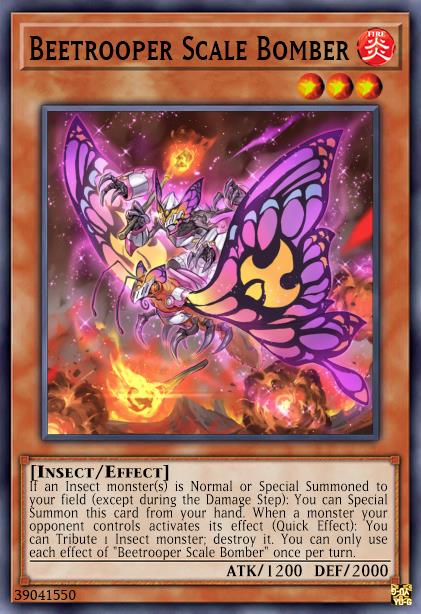 BEETROOPER SCALE BOMBER
FIRE
炎
[INSECT/EFFECT]
If an Insect monster(s) is Normal or Special Summoned to
your field (except during the Damage Step): You can Special
Summon this card from your hand. When a monster your
opponent controls activates its effect (Quick Effect): You
can Tribute 1 Insect monster; destroy it. You can only use
each effect of "Beetrooper Scale Bomber" once per turn.
ATK/1200 DEF/2000
39041550